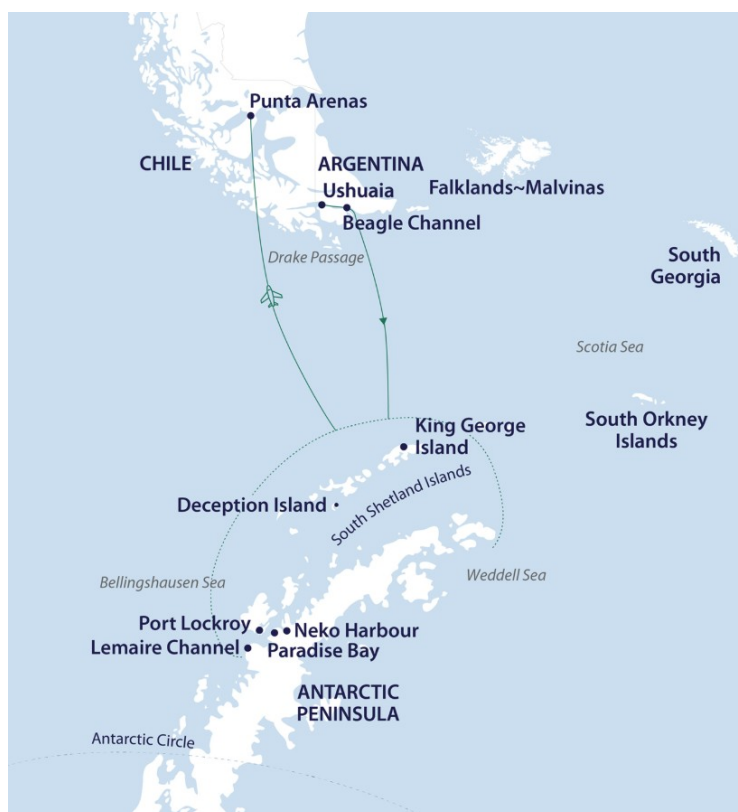 Punta Arenas
CHILE
ARGENTINA
Ushuaia
Falklands~Malvinas
Beagle Channel
Drake Passage
South
Georgia
Scotia Sea
King George
Island
South Orkney
Islands
Deception Island
South Shetland Islands
Bellingshausen Sea
Weddell Sea
Port Lockroy
Neko Harbour
Lemaire Channel
Paradise Bay
ANTARCTIC
PENINSULA
Antarctic Circle